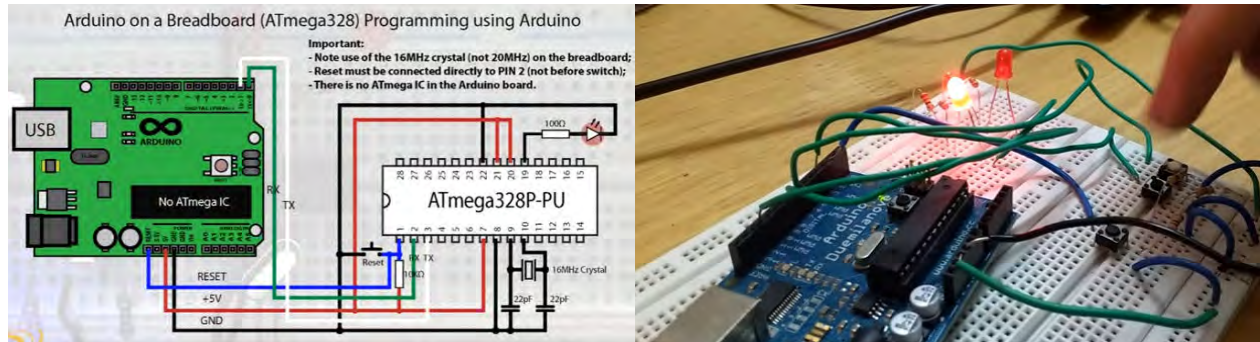 Arduino on a Breadboard (ATmega328) Programming using Arduino
Important:
- Note use of the 16MHz crystal (not 20MHz) on the breadboard;
- Reset must be connected directly to PIN 2 (not before switch);
- There is no ATmega IC in the Arduino board.
USB
ARDUINO
No ATmega IC
RX
TX
RESET
+5V
GND
100Ω
28 27 26 25 24 23 22 21 20 19 18 17 16 15
ATmega328P-PU
1 2 3 4 5 6 7 8 9 10 11 12 13 14
Reset
RX TX
10KΩ
16MHz Crystal
22pF
22pF
Arduino
Duemilanove